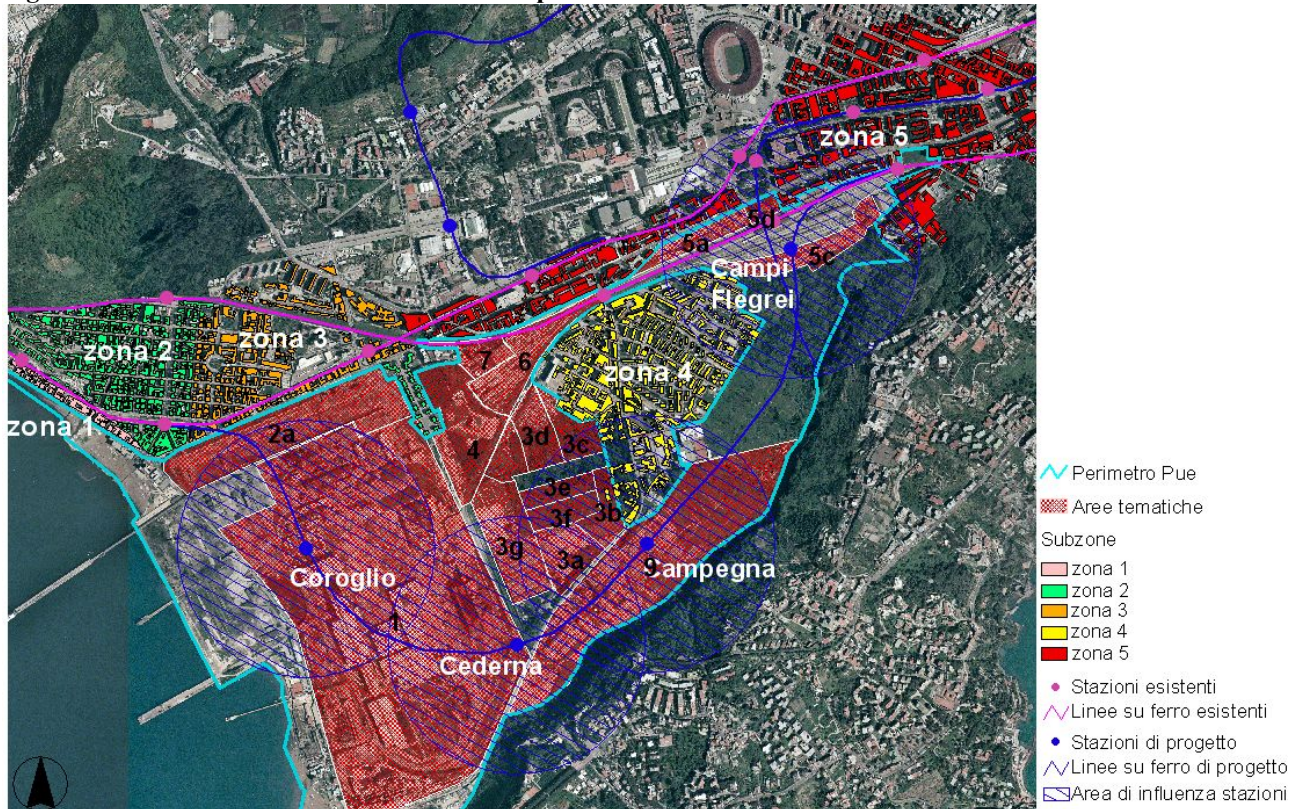 zona 5
5d
5a
5c
Campi
Flegrei
zona 2
zona 3
7
6
zona 4
zona 1
2a
3d
3c
4
3e
3f
3b
3g
3a
Coroglio
9
Campegna
1
Cederna
Perimetro Pue
Aree tematiche
Subzone
zona 1
zona 2
zona 3
zona 4
zona 5
Stazioni esistenti
Linee su ferro esistenti
Stazioni di progetto
Linee su ferro di progetto
Area di influenza stazioni